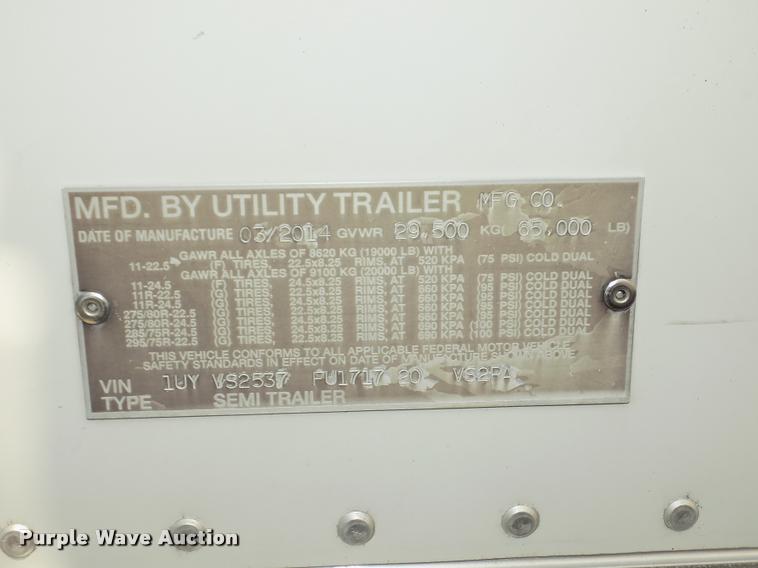 MFD. BY UTILITY TRAILER MFG CO.
DATE OF MANUFACTURE 03/2014 GVWR 29,500 KG( 65,000 LB)
GAWR ALL AXLES OF 8620 KG (19000 LB) WITH
11-22.5 (F) TIRES, 22.5x8.25 RIMS, AT 520 KPA (75 PSI) COLD DUAL
GAWR ALL AXLES OF 9100 KG (20000 LB) WITH
11-24.5 (F) TIRES, 24.5x8.25 RIMS, AT 520 KPA (75 PSI) COLD DUAL
11R-22.5 (G) TIRES, 22.5x8.25 RIMS, AT KPA PSI) COLD DUAL
11R-24.5 (G) TIRES, 24.5x8.25 RIMS, AT 660 KPA (95 PSI) COLD DUAL
275/80R-22.5 (G) TIRES, 22.5x8.25 RIMS, AT KPA PSI) COLD DUAL
275/80R-24.5 (G) TIRES, 24.5x8.25 RIMS, AT KPA PSI) COLD DUAL
285/75R-24.5 (G) TIRES, 24.5x8.25 RIMS, AT 690 KPA (100 PSI) COLD DUAL
295/75R-22.5 (G) TIRES, 22.5x8.25 RIMS, AT 690 KPA PSI) COLD DUAL
THIS VEHICLE CONFORMS TO ALL APPLICABLE FEDERAL MOTOR VEHICLE
SAFETY STANDARDS IN EFFECT ON DATE OF MANUFACTURE SHOWN ABOVE
VIN 1UY VS2537 FU1717 20 VS2RA
TYPE SEMI TRAILER
Purple Wave Auction